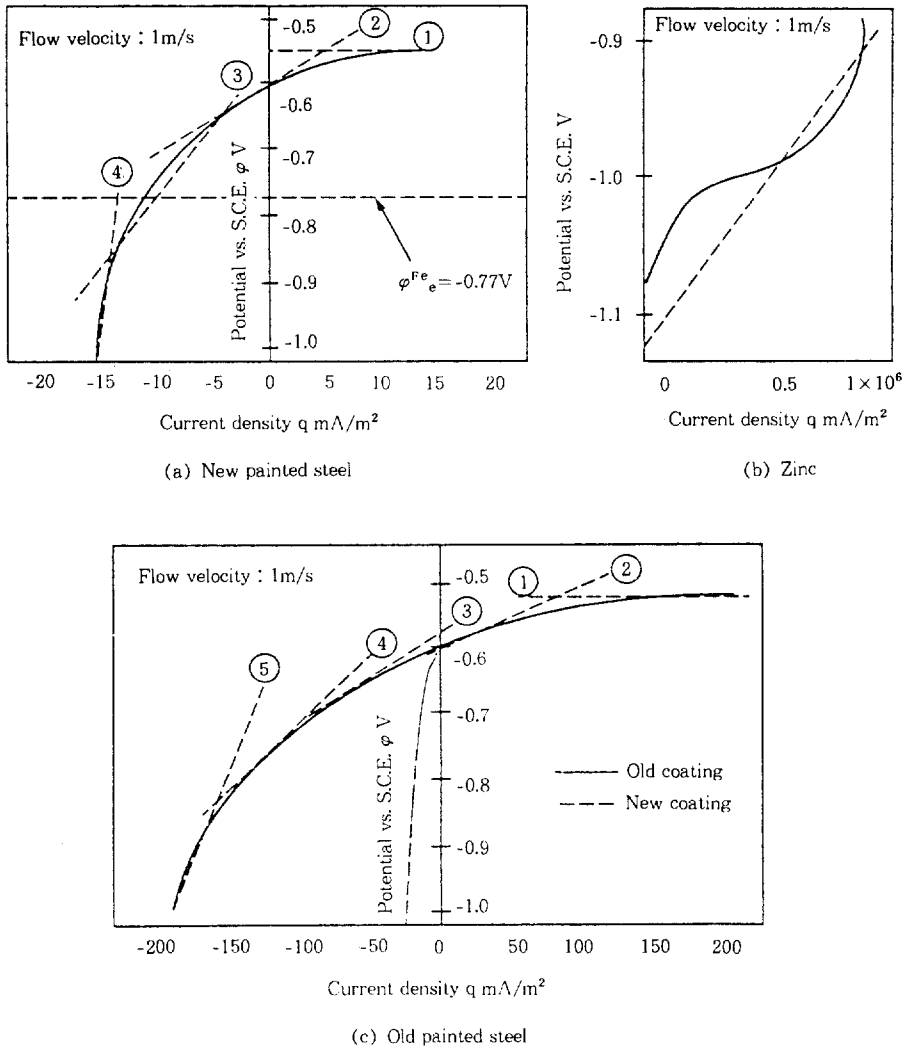 Flow velocity : 1m/s
-0.5
②
①
③
-0.6
-0.7
④
-0.8
φ^Fe_e=-0.77V
-0.9
-1.0
Potential vs. S.C.E. φ V
-20 -15 -10 -5 0 5 10 15 20
Current density q mA/m²
(a) New painted steel
Flow velocity : 1m/s
-0.9
-1.0
-1.1
Potential vs. S.C.E. V
0 0.5 1×10⁶
Current density q mA/m²
(b) Zinc
Flow velocity : 1m/s
-0.5
①
②
③
④
⑤
-0.6
-0.7
-0.8
-0.9
-1.0
Potential vs. S.C.E. φ V
Old coating
New coating
-200 -150 -100 -50 0 50 100 150 200
Current density q mA/m²
(c) Old painted steel